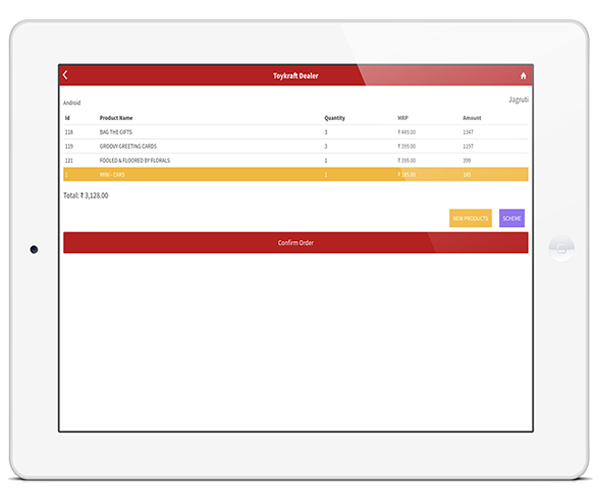 Toykraft Dealer
Android
Jagruti
Id Product Name Quantity MRP Amount
118 BAG THE GIFTS 3 ₹ 449.00 1347
119 GROOVY GREETING CARDS 3 ₹ 399.00 1197
121 FOOLED & FLOORED BY FLORALS 1 ₹ 399.00 399
MINI - CARS 1 ₹ 185.00 185
Total: ₹ 3,128.00
NEW PRODUCTS SCHEME
Confirm Order